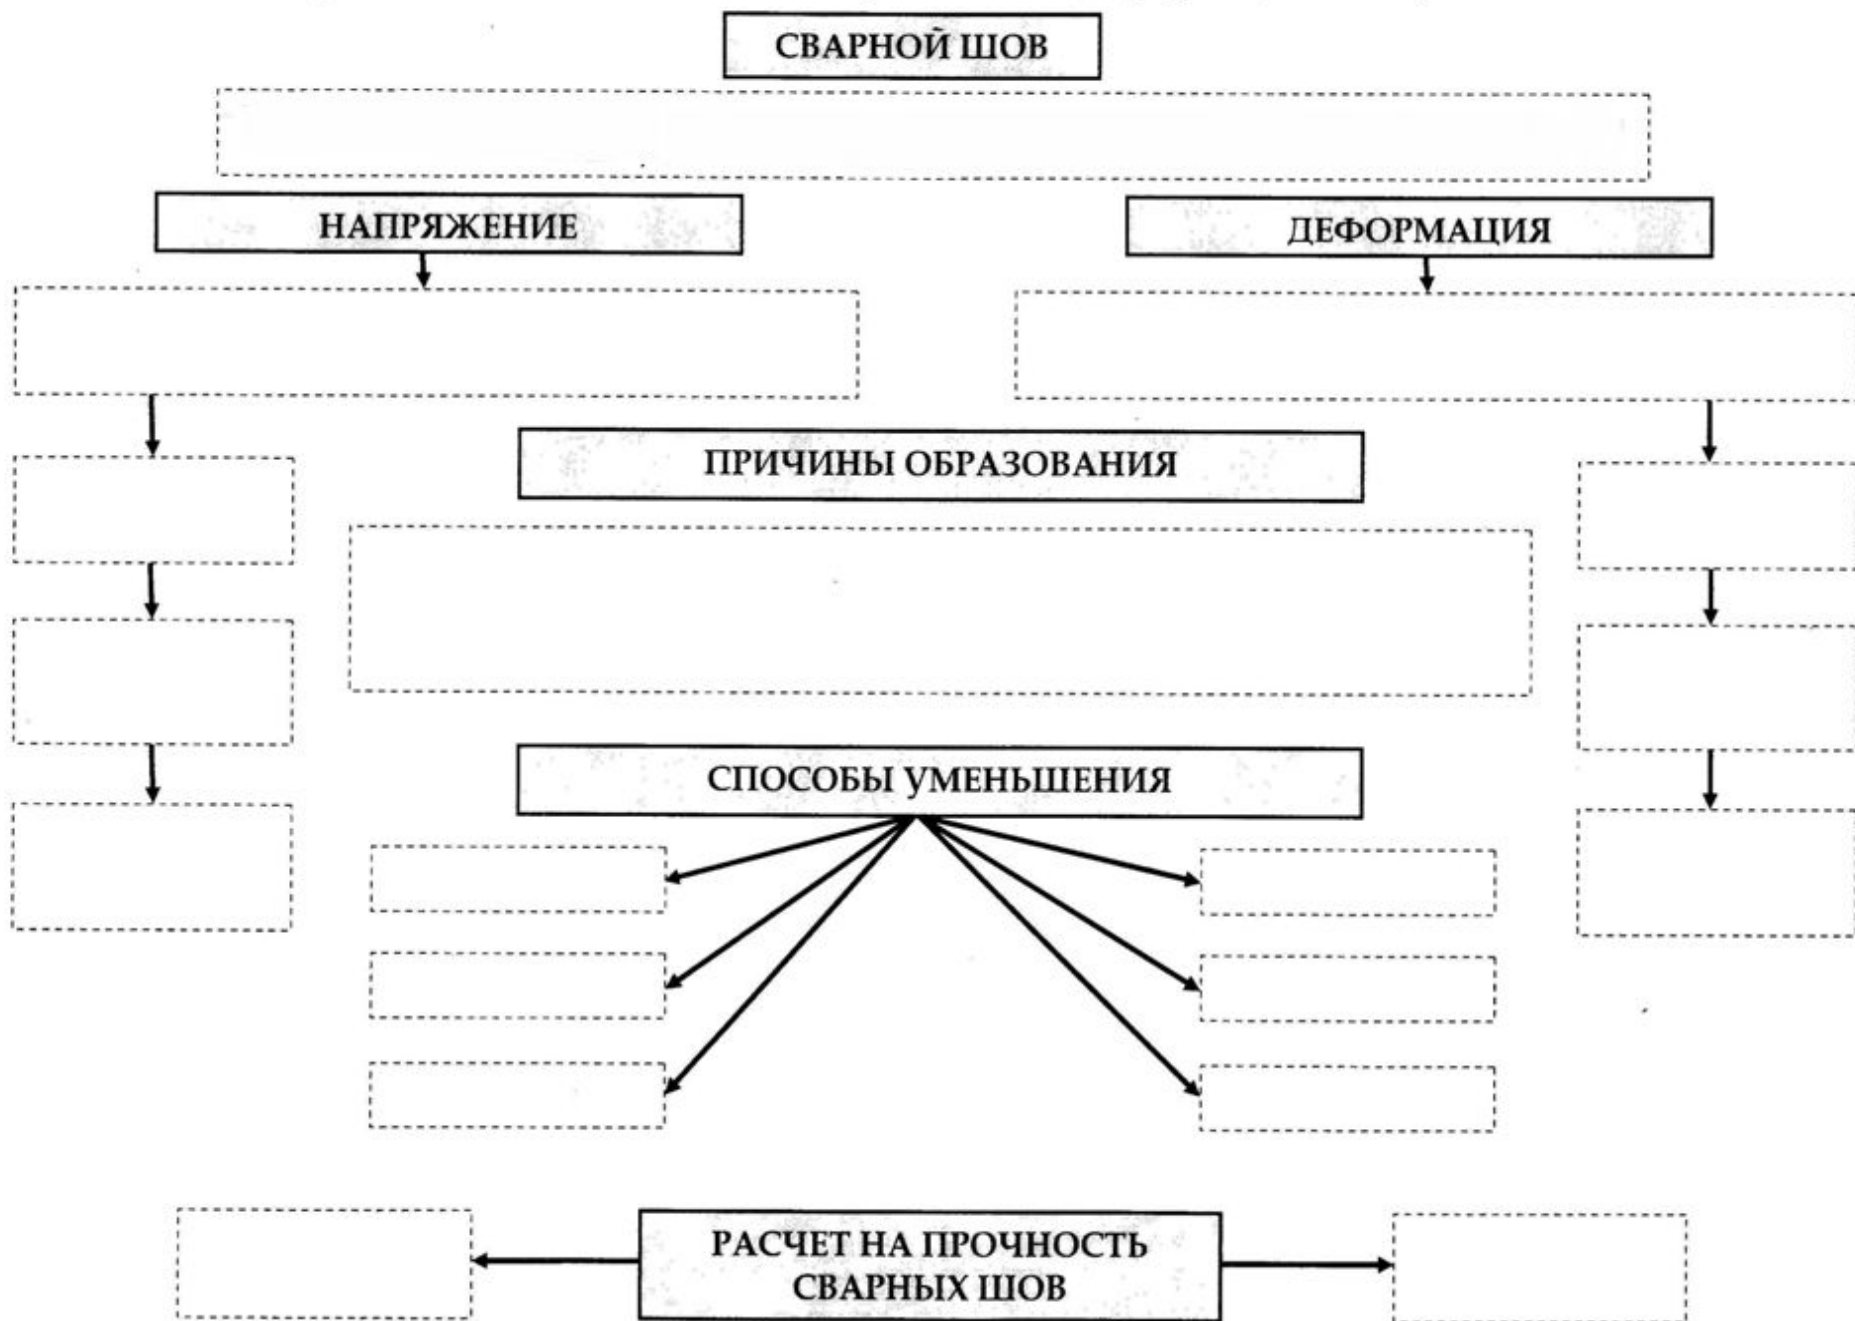 СВАРНОЙ ШОВ
НАПРЯЖЕНИЕ
ДЕФОРМАЦИЯ
ПРИЧИНЫ ОБРАЗОВАНИЯ
СПОСОБЫ УМЕНЬШЕНИЯ
РАСЧЕТ НА ПРОЧНОСТЬ
СВАРНЫХ ШОВ